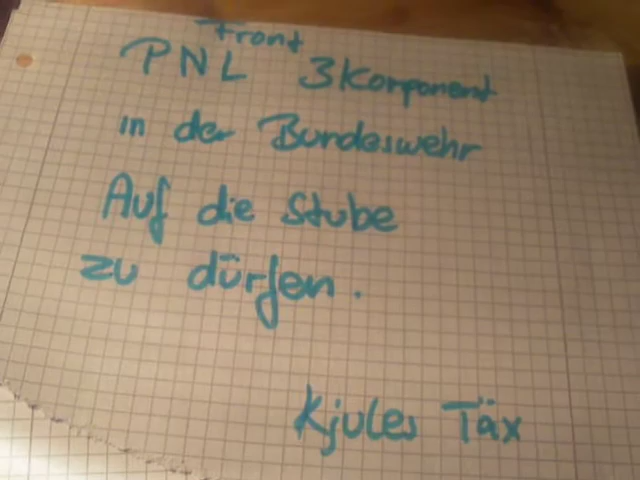 Front
PNL 3Komponent
in der Bundeswehr
Auf die Stube
zu dürfen.
Kjules Täx